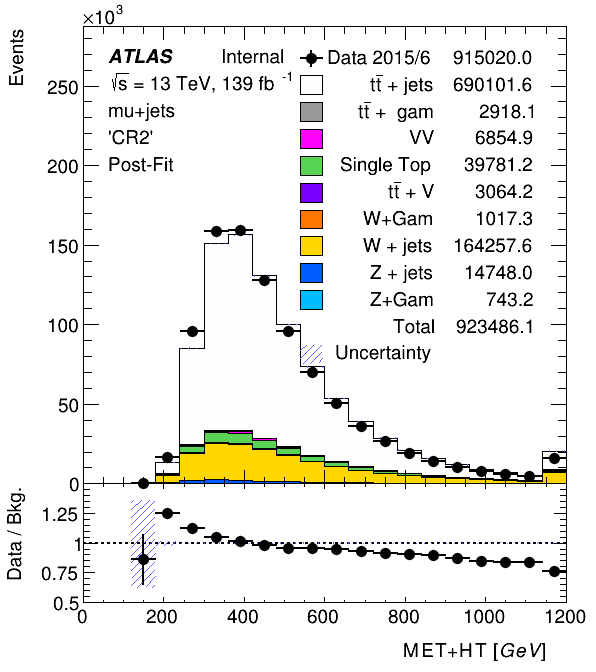 ×10³
Events
ATLAS Internal
√s = 13 TeV, 139 fb⁻¹
mu+jets
'CR2'
Post-Fit
Data 2015/6 915020.0
tt̄ + jets 690101.6
tt̄ + gam 2918.1
VV 6854.9
Single Top 39781.2
tt̄ + V 3064.2
W+Gam 1017.3
W + jets 164257.6
Z + jets 14748.0
Z+Gam 743.2
Total 923486.1
Uncertainty
250
200
150
100
50
0
Data / Bkg.
1.25
1
0.75
0.5
0 200 400 600 800 1000 1200
MET+HT [GeV]